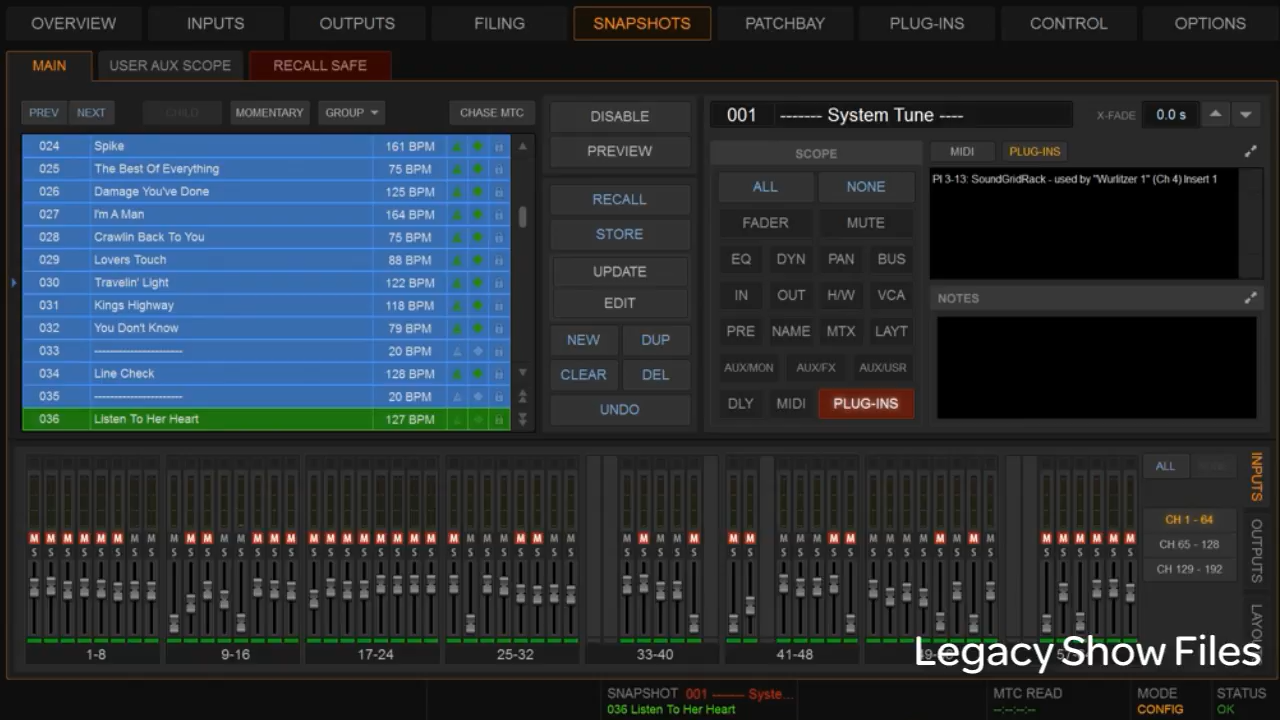 OVERVIEW INPUTS OUTPUTS FILING SNAPSHOTS PATCHBAY PLUG-INS CONTROL OPTIONS
MAIN USER AUX SCOPE RECALL SAFE
PREV NEXT CHILD MOMENTARY GROUP CHASE MTC
024 Spike 161 BPM
025 The Best Of Everything 75 BPM
026 Damage You've Done 125 BPM
027 I'm A Man 164 BPM
028 Crawlin Back To You 75 BPM
029 Lovers Touch 88 BPM
030 Travelin' Light 122 BPM
031 Kings Highway 118 BPM
032 You Don't Know 79 BPM
033 ---------------------- 20 BPM
034 Line Check 128 BPM
035 ---------------------- 20 BPM
036 Listen To Her Heart 127 BPM
DISABLE
PREVIEW
RECALL
STORE
UPDATE
EDIT
NEW DUP
CLEAR DEL
UNDO
001 ------- System Tune ---- X-FADE 0.0 s
SCOPE
ALL NONE
FADER MUTE
EQ DYN PAN BUS
IN OUT H/W VCA
PRE NAME MTX LAYT
AUX/MON AUX/FX AUX/USR
DLY MIDI PLUG-INS
MIDI PLUG-INS
PI 3-13: SoundGridRack - used by "Wurlitzer 1" (Ch 4) Insert 1
NOTES
M M M M M M M M M M M M M M M M M M M M M M M M M M M M M M M M M M M M M M M M M M M M M M M M M M M M M M M M M M
S S S S S S S S S S S S S S S S S S S S S S S S S S S S S S S S S S S S S S S S S S S S S S S S S S S S S S S S S S
1-8 9-16 17-24 25-32 33-40 41-48
ALL
CH 1 - 64
CH 65 - 128
CH 129 - 192
INPUTS
OUTPUTS
Legacy Show Files
SNAPSHOT 001 ------- Syste...
036 Listen To Her Heart
MTC READ
--:--:--:--
MODE
CONFIG
STATUS
OK